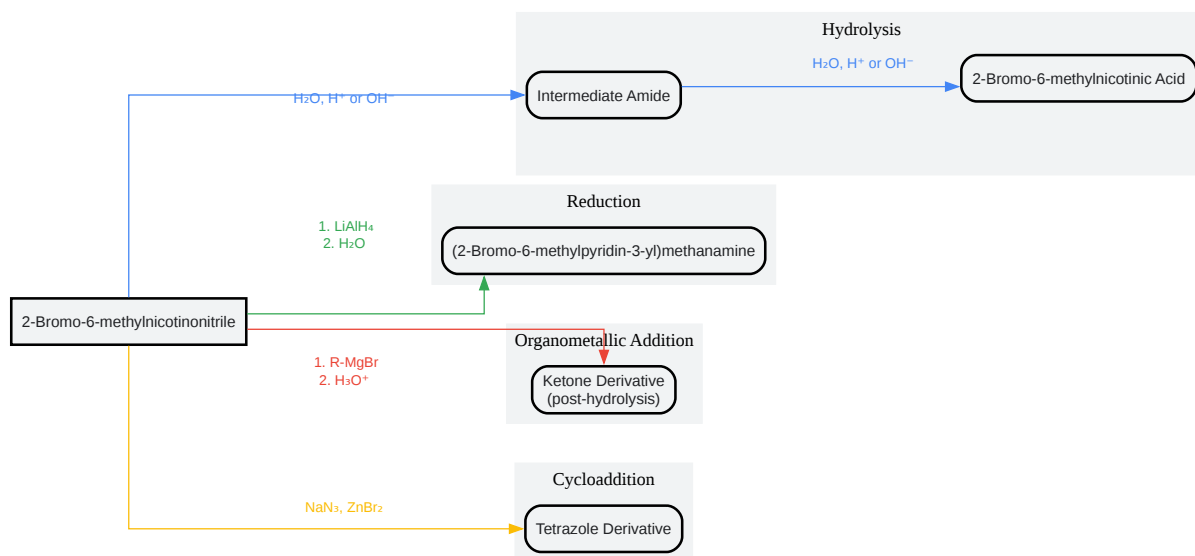 Hydrolysis
H₂O, H⁺ or OH⁻
2-Bromo-6-methylnicotinic Acid
H₂O, H⁺ or OH⁻
Intermediate Amide
Reduction
1. LiAlH₄
2. H₂O
(2-Bromo-6-methylpyridin-3-yl)methanamine
2-Bromo-6-methylnicotinonitrile
Organometallic Addition
1. R-MgBr
2. H₃O⁺
Ketone Derivative
(post-hydrolysis)
Cycloaddition
NaN₃, ZnBr₂
Tetrazole Derivative